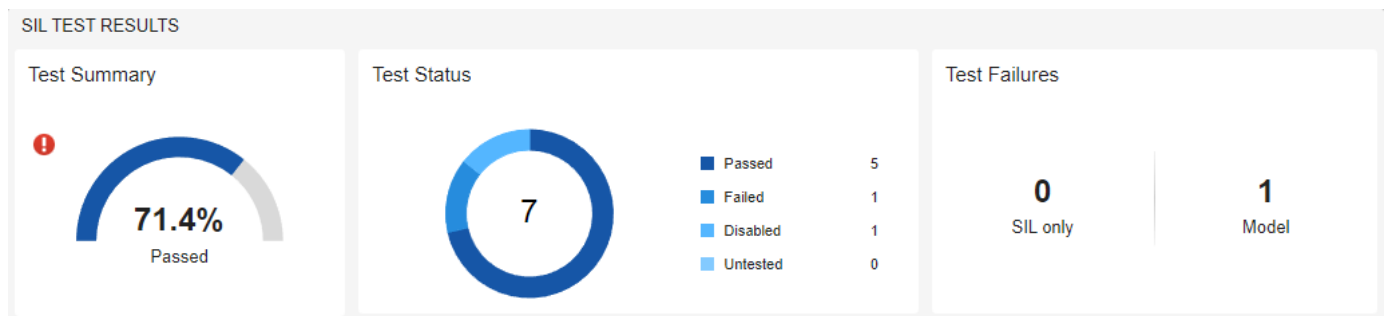 SIL TEST RESULTS
Test Summary
71.4%
Passed
Test Status
7
Passed 5
Failed 1
Disabled 1
Untested 0
Test Failures
0
SIL only
1
Model